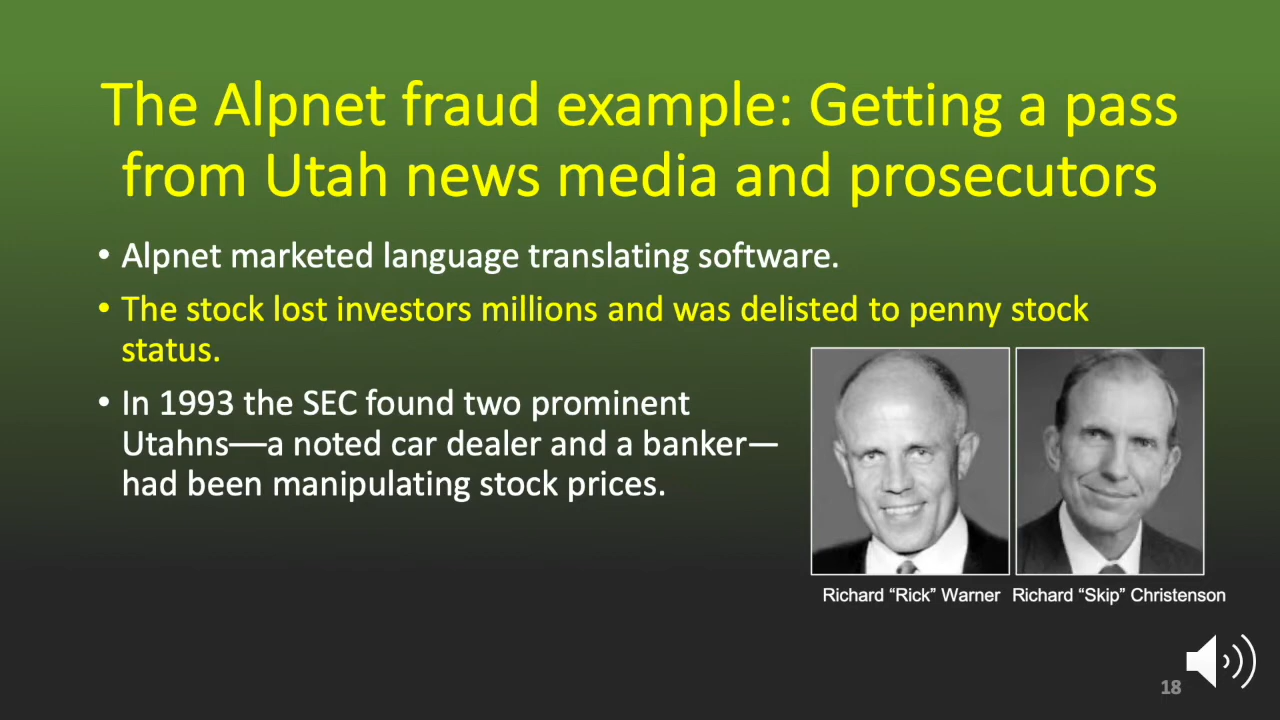 The Alpnet fraud example: Getting a pass
from Utah news media and prosecutors
• Alpnet marketed language translating software.
• The stock lost investors millions and was delisted to penny stock
status.
• In 1993 the SEC found two prominent
Utahns––a noted car dealer and a banker—
had been manipulating stock prices.
Richard “Rick” Warner
Richard “Skip” Christenson
18